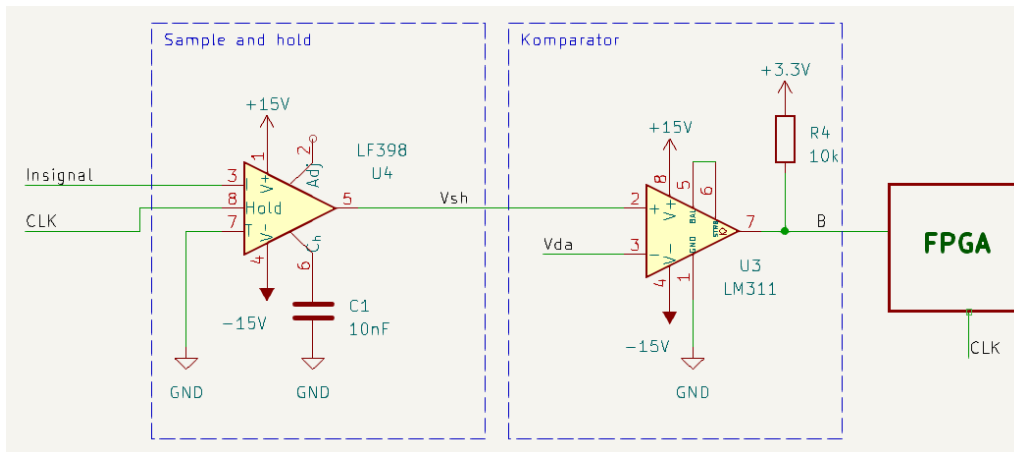 Sample and hold
Komparator
+3.3V
+15V
R4
10k
+15V
1
2
Adj
V+
LF398
U4
8
5
6
V+
BAL
STRB
Insignal
3
I
8
Hold
5
Vsh
2
+
CLK
7
T
V-
Ch
7
B
FPGA
Vda
3
-
GND
V-
4
6
4
1
U3
LM311
C1
10nF
-15V
-15V
CLK
GND
GND
GND